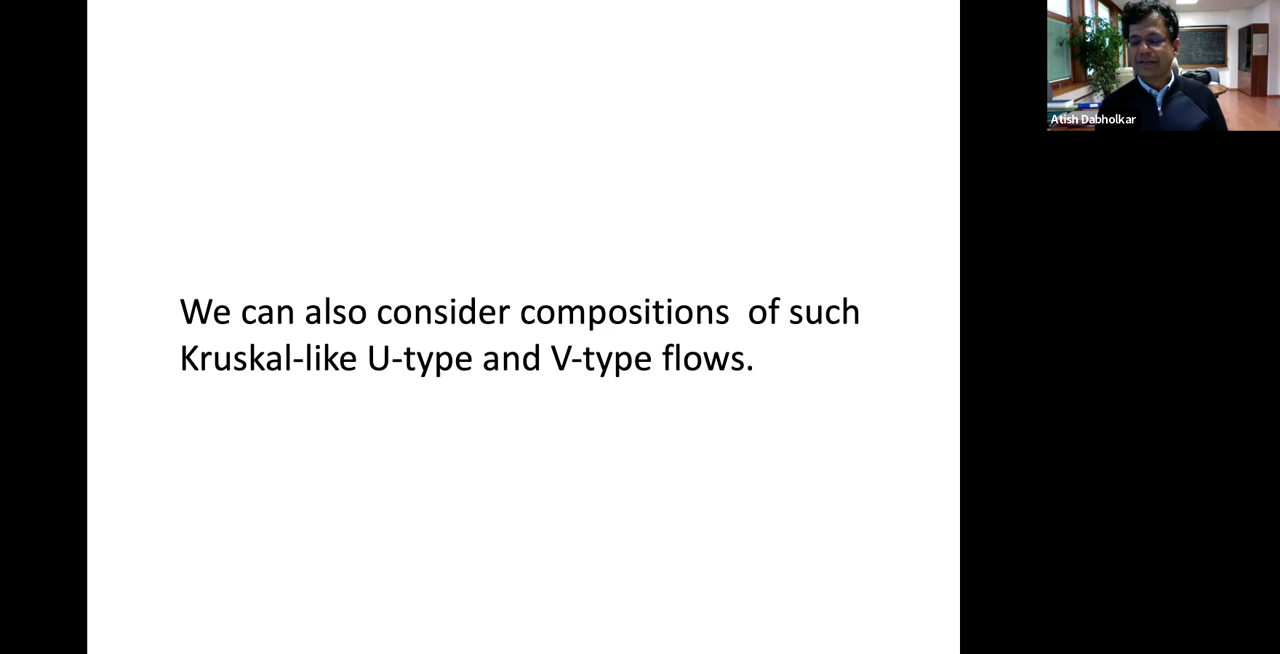 We can also consider compositions  of such
Kruskal-like U-type and V-type flows.
Atish Dabholkar